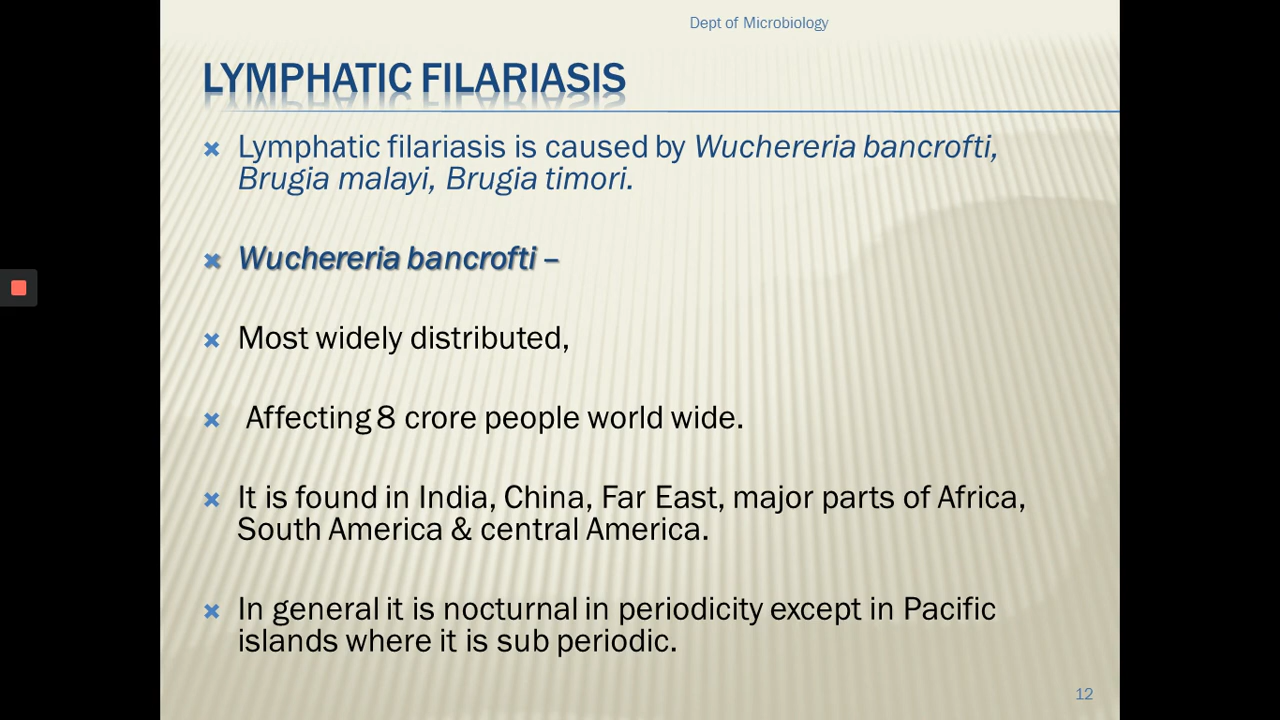 Dept of Microbiology
LYMPHATIC FILARIASIS
Lymphatic filariasis is caused by Wuchereria bancrofti,
Brugia malayi, Brugia timori.
Wuchereria bancrofti –
Most widely distributed,
Affecting 8 crore people world wide.
It is found in India, China, Far East, major parts of Africa,
South America & central America.
In general it is nocturnal in periodicity except in Pacific
islands where it is sub periodic.
12